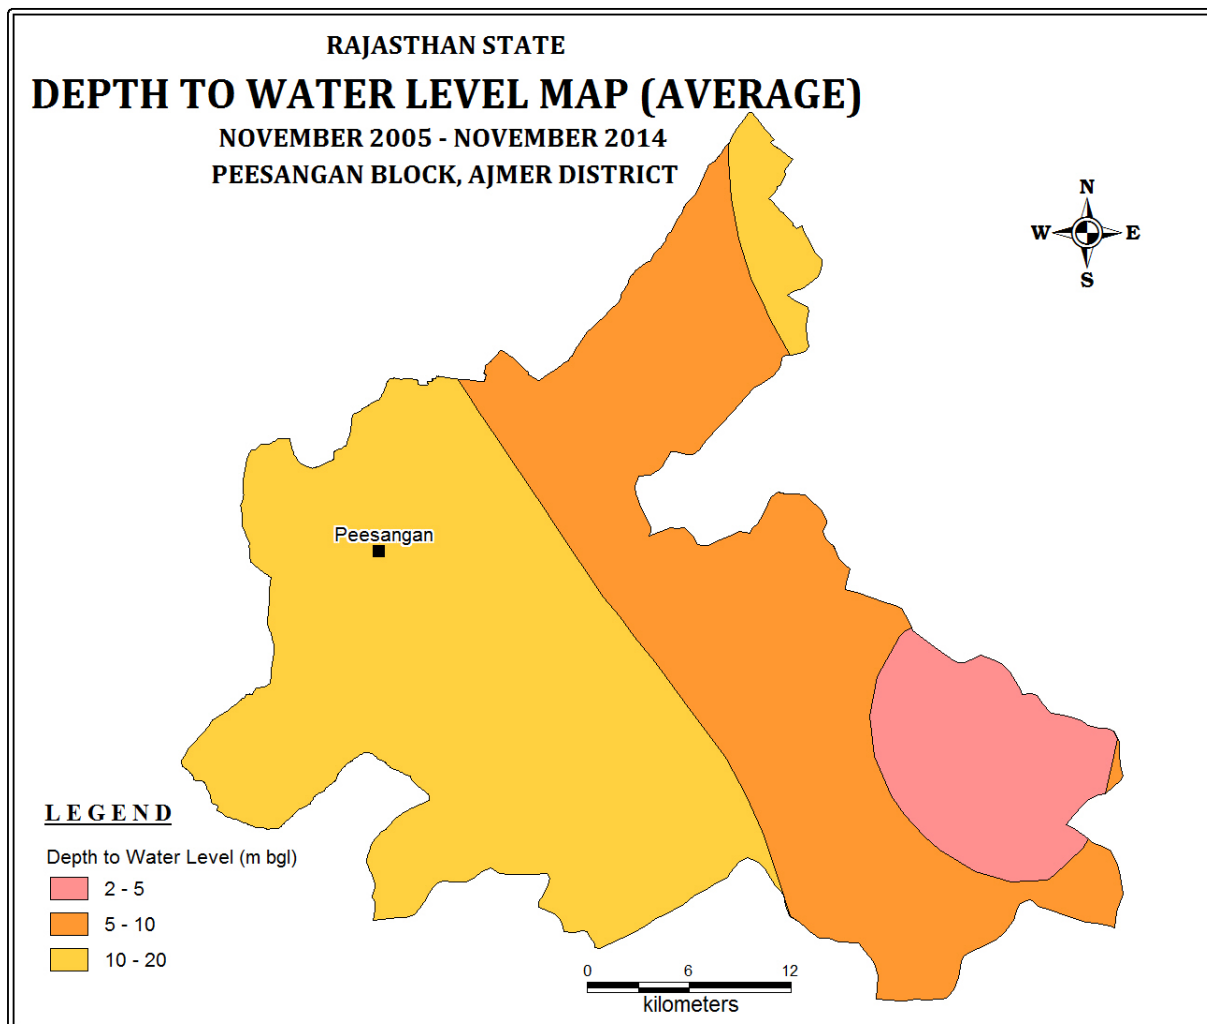 RAJASTHAN STATE
DEPTH TO WATER LEVEL MAP (AVERAGE)
NOVEMBER 2005 - NOVEMBER 2014
PEESANGAN BLOCK, AJMER DISTRICT
N
W E
S
Peesangan
LEGEND
Depth to Water Level (m bgl)
2 - 5
5 - 10
10 - 20
0 6 12
kilometers